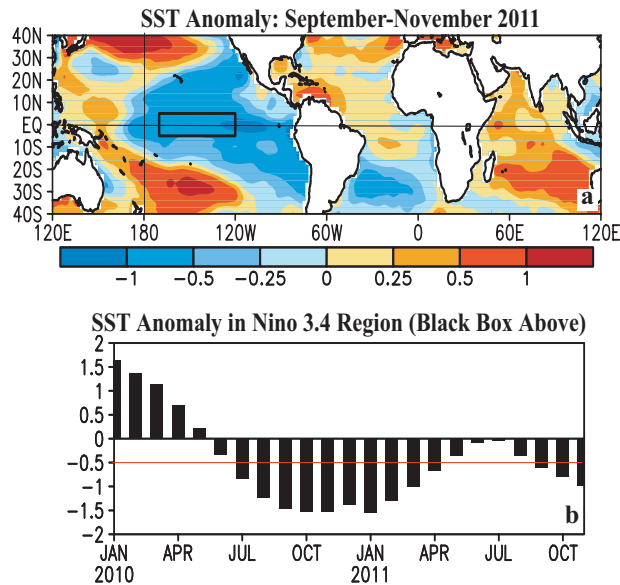 SST Anomaly: September-November 2011
40N
30N
20N
10N
EQ
10S
20S
30S
40S
a
120E 180 120W 60W 0 60E 120E
−1 −0.5 −0.25 0 0.25 0.5 1
SST Anomaly in Nino 3.4 Region (Black Box Above)
2
1.5
1
0.5
0
−0.5
−1
−1.5
−2
b
JAN APR JUL OCT JAN APR JUL OCT
2010 2011